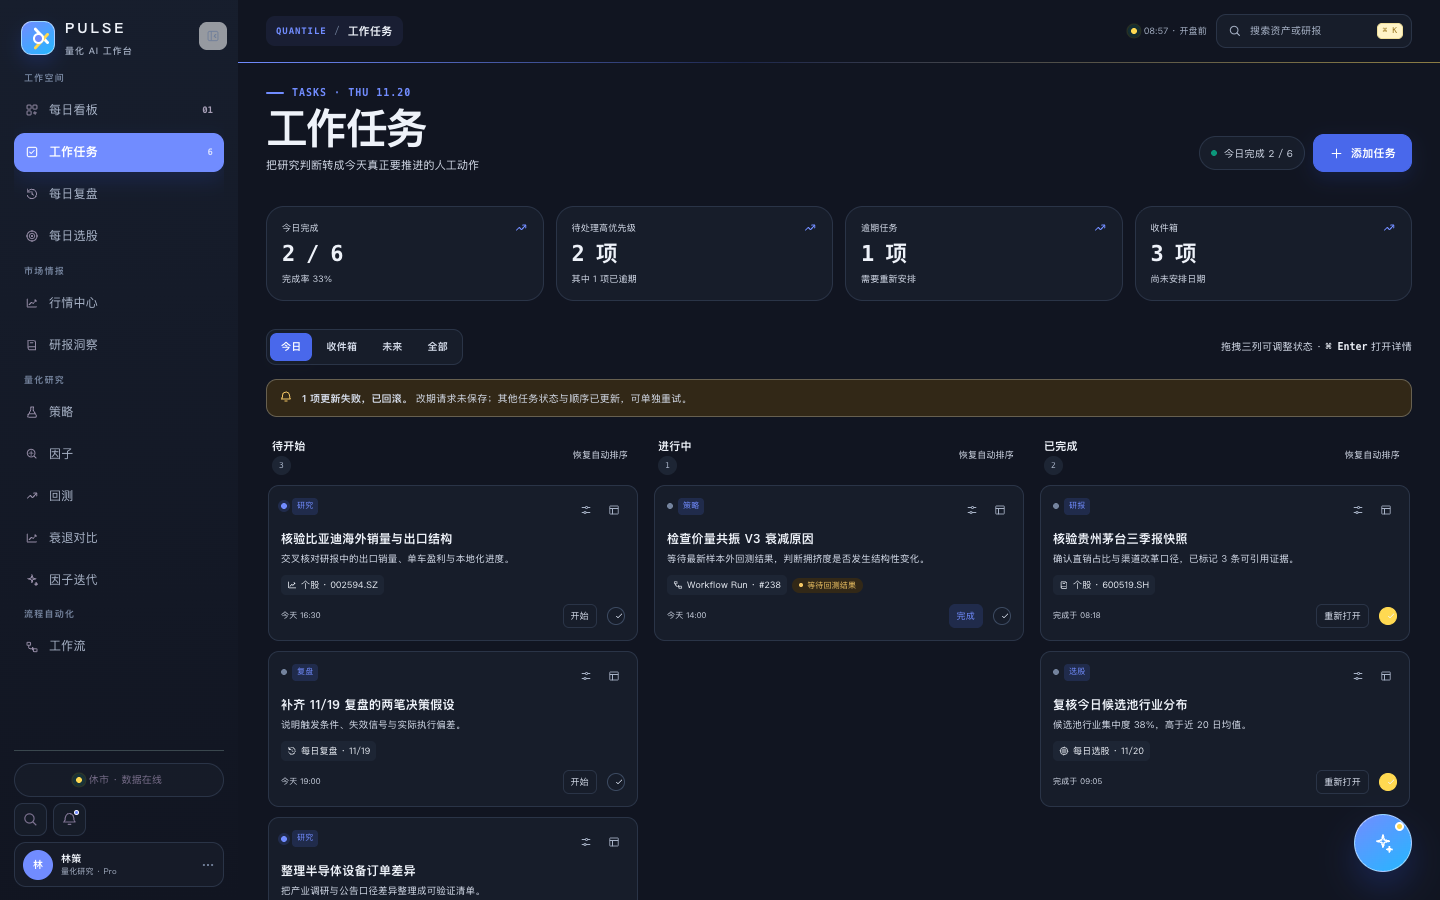 PULSE
量化 AI 工作台
工作空间
每日看板 01
工作任务 6
每日复盘
每日选股
市场情报
行情中心
研报洞察
量化研究
策略
因子
回测
衰退对比
因子迭代
流程自动化
工作流
休市 · 数据在线
林 林策
量化研究 · Pro
QUANTILE / 工作任务
08:57 · 开盘前
搜索资产或研报 ⌘ K
TASKS · THU 11.20
工作任务
把研究判断转成今天真正要推进的人工动作
今日完成 2 / 6
添加任务
今日完成
2 / 6
完成率 33%
待处理高优先级
2 项
其中 1 项已逾期
逾期任务
1 项
需要重新安排
收件箱
3 项
尚未安排日期
今日 收件箱 未来 全部
拖拽三列可调整状态 · ⌘ Enter 打开详情
1 项更新失败，已回滚。 改期请求未保存；其他任务状态与顺序已更新，可单独重试。
待开始
3
恢复自动排序
研究
核验比亚迪海外销量与出口结构
交叉核对研报中的出口销量、单车盈利与本地化进度。
个股 · 002594.SZ
今天 16:30 开始
复盘
补齐 11/19 复盘的两笔决策假设
说明触发条件、失效信号与实际执行偏差。
每日复盘 · 11/19
今天 19:00 开始
研究
整理半导体设备订单差异
把产业调研与公告口径差异整理成可验证清单。
进行中
1
恢复自动排序
策略
检查价量共振 V3 衰减原因
等待最新样本外回测结果，判断拥挤度是否发生结构性变化。
Workflow Run · #238 等待回测结果
今天 14:00 完成
已完成
2
恢复自动排序
研报
核验贵州茅台三季报快照
确认直销占比与渠道改革口径，已标记 3 条可引用证据。
个股 · 600519.SH
完成于 08:18 重新打开
选股
复核今日候选池行业分布
候选池行业集中度 38%，高于近 20 日均值。
每日选股 · 11/20
完成于 09:05 重新打开